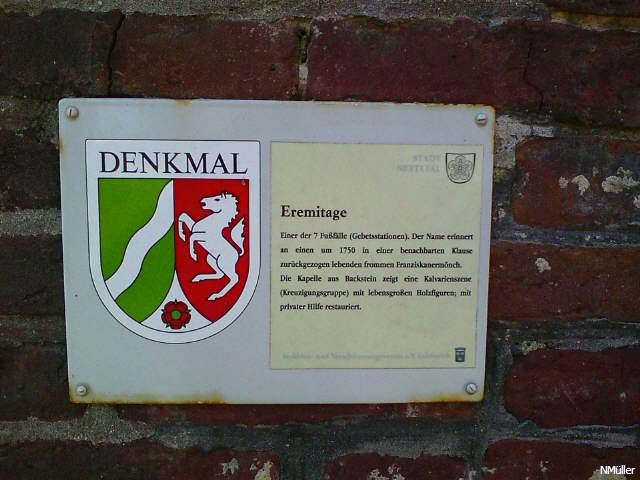 DENKMAL
STADT
NETTETAL
Eremitage
Einer der 7 Fußfälle (Gebetsstationen). Der Name erinnert
an einen um 1750 in einer benachbarten Klause
zurückgezogen lebenden frommen Franziskanermönch.
Die Kapelle aus Backstein zeigt eine Kalvarienszene
(Kreuzigungsgruppe) mit lebensgroßen Holzfiguren; mit
privater Hilfe restauriert.
NMüller